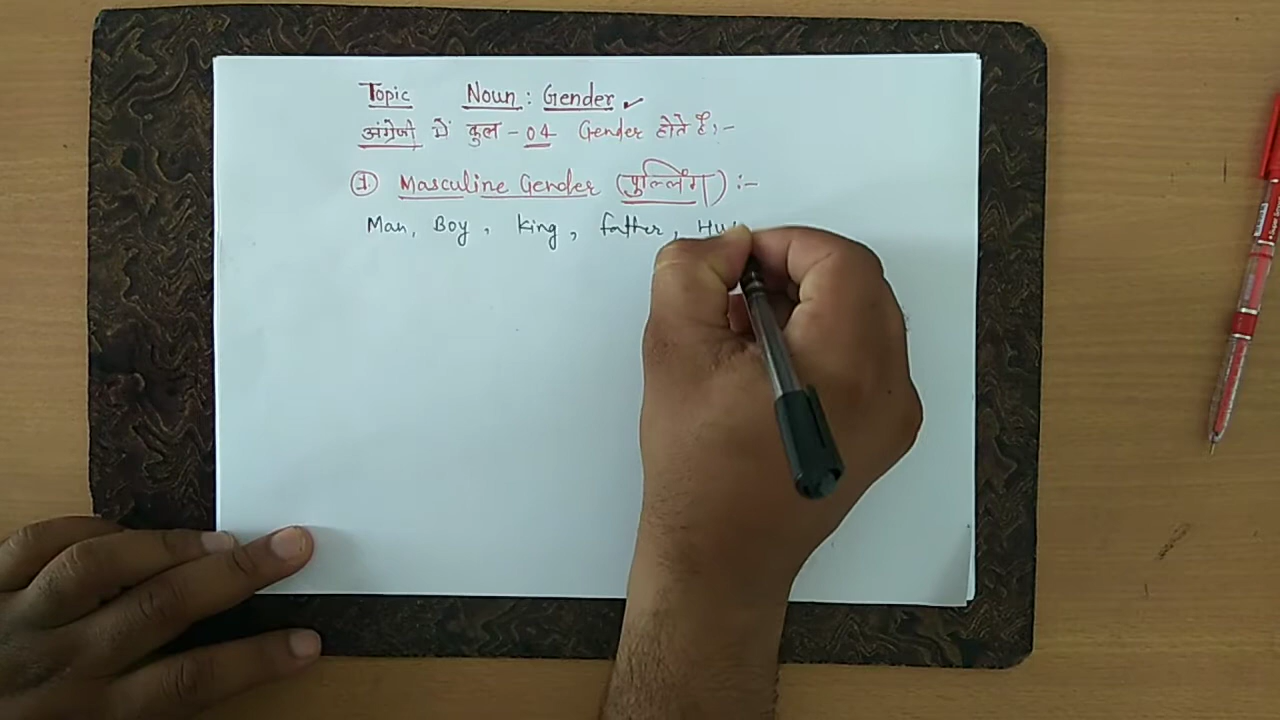 Topic Noun : Gender ✓
अंग्रेजी में कुल - 04 Gender होते हैं:-
① Masculine Gender (पुल्लिंग) :-
Man, Boy, King, father,